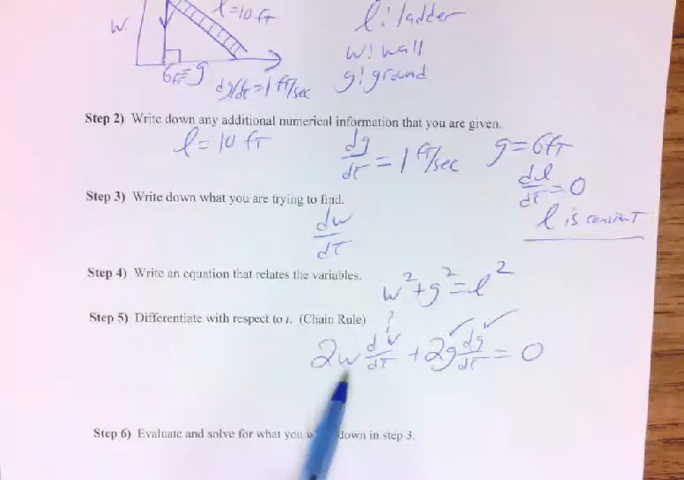 l = 10 ft
l: ladder
w.
w: wall
6ft = g
dg/dt = 1 ft/sec
g: ground
Step 2) Write down any additional numerical information that you are given.
l = 10 ft
dg/dt = 1 ft/sec
g = 6ft
dl/dt = 0
l is constant
Step 3) Write down what you are trying to find.
dw/dt
Step 4) Write an equation that relates the variables.
w² + g² = l²
Step 5) Differentiate with respect to t. (Chain Rule)
2w dw/dt + 2g dg/dt = 0
Step 6) Evaluate and solve for what you down in step 3.